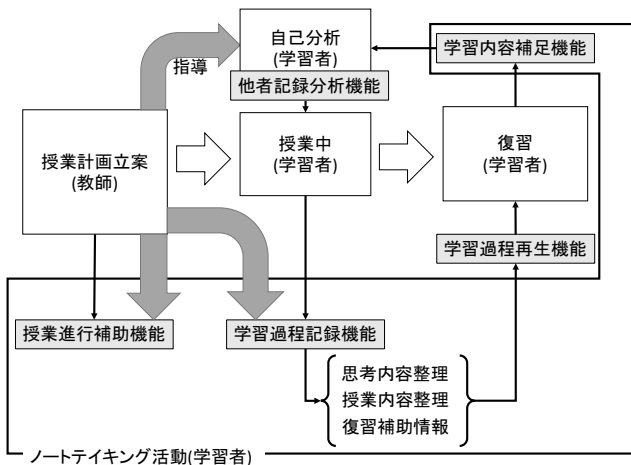 自己分析
(学習者)
学習内容補足機能
指導
他者記録分析機能
授業計画立案
(教師)
授業中
(学習者)
復習
(学習者)
学習過程再生機能
授業進行補助機能
学習過程記録機能
思考内容整理
授業内容整理
復習補助情報
ノートテイキング活動(学習者)